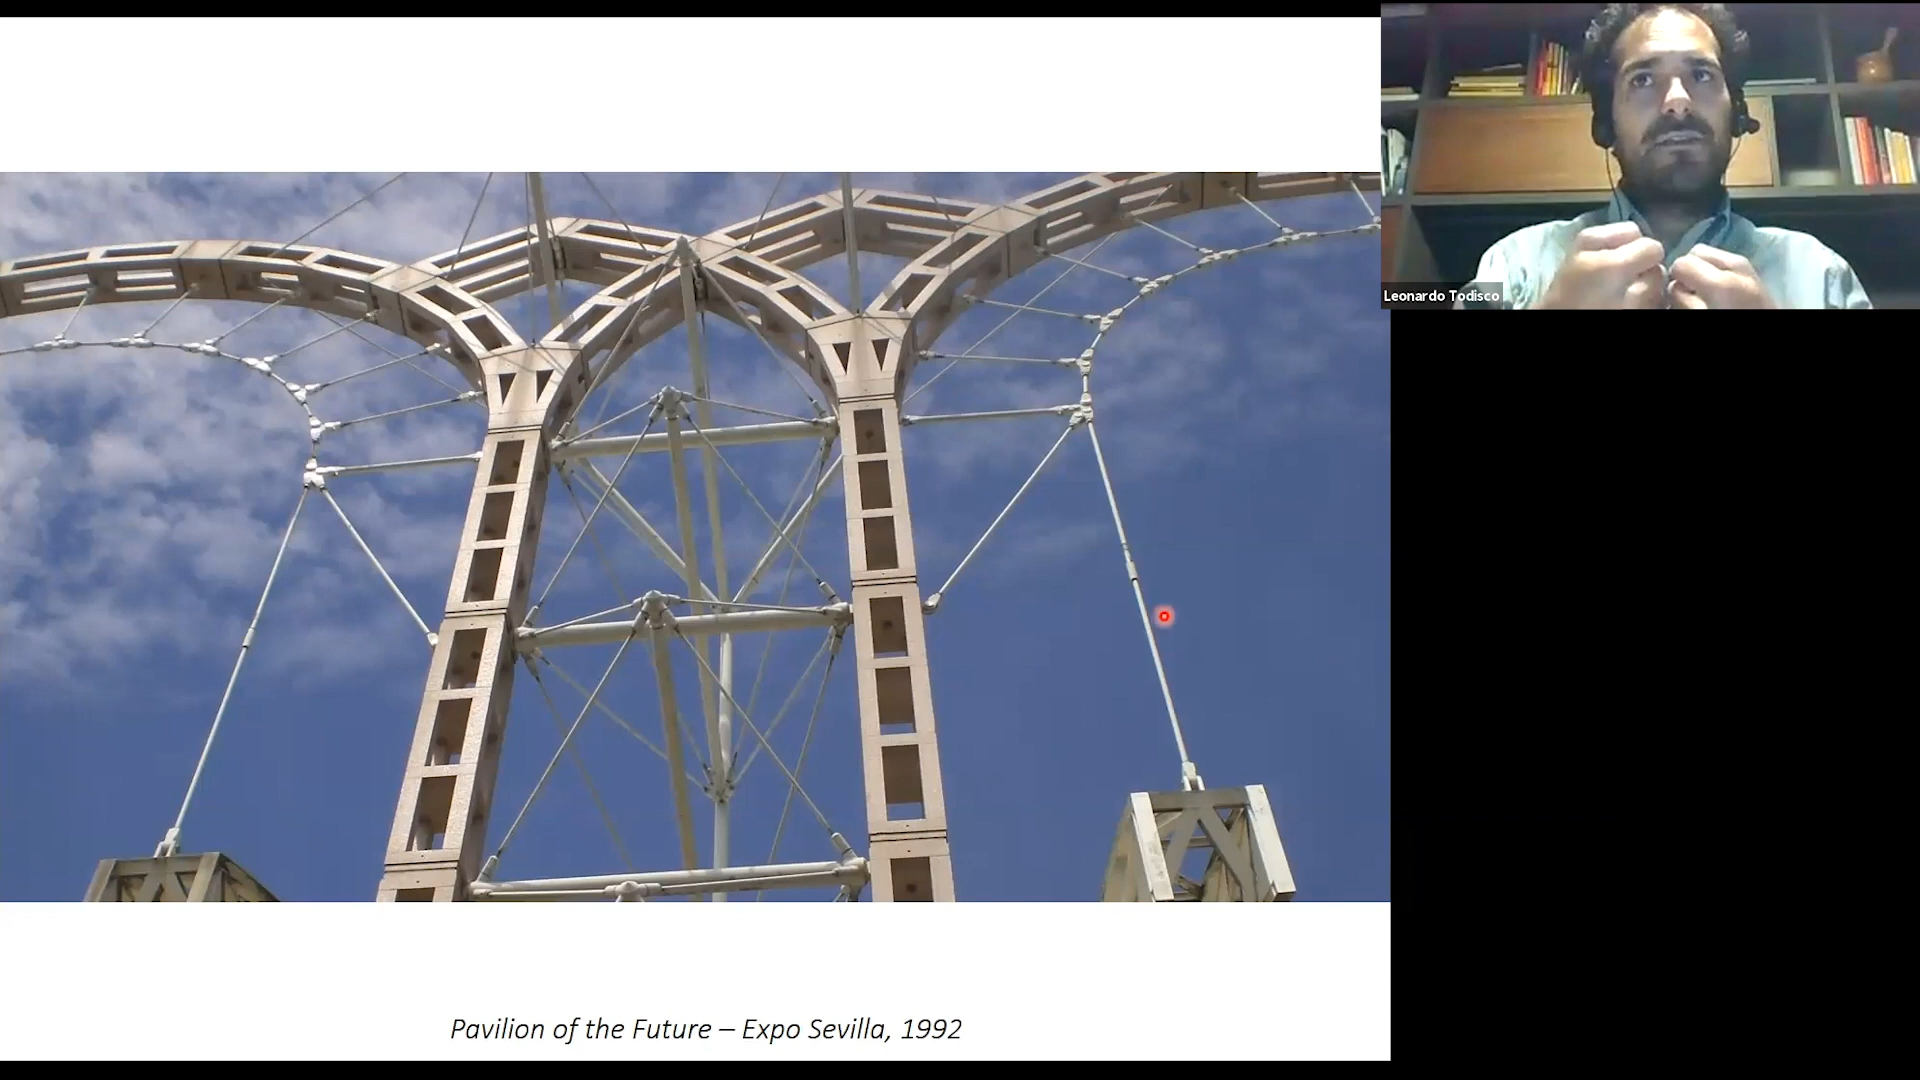 Leonardo Todisco
Pavilion of the Future – Expo Sevilla, 1992